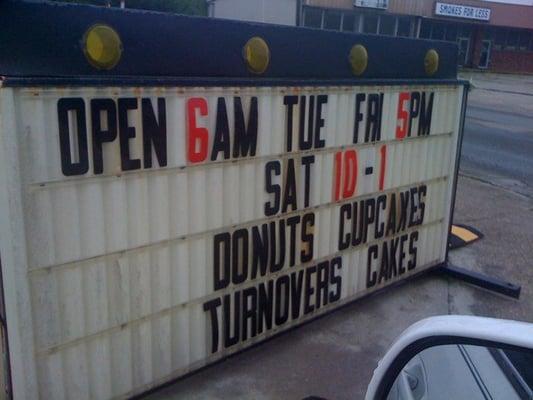 SMOKES FOR LESS
OPEN 6AM TUE FRI 5PM
SAT 10-1
DONUTS CUPCAKES
TURNOVERS CAKES